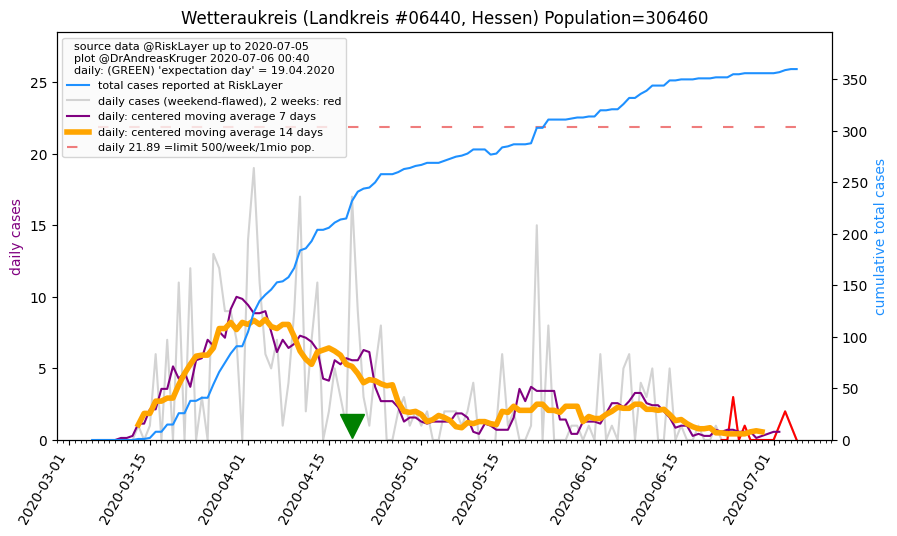 Wetteraukreis (Landkreis #06440, Hessen) Population=306460
source data @RiskLayer up to 2020-07-05
plot @DrAndreasKruger 2020-07-06 00:40
daily: (GREEN) 'expectation day' = 19.04.2020
total cases reported at RiskLayer
daily cases (weekend-flawed), 2 weeks: red
daily: centered moving average 7 days
daily: centered moving average 14 days
daily 21.89 =limit 500/week/1mio pop.
daily cases
25
20
15
10
5
0
350
300
250
200
150
100
50
0
cumulative total cases
2020-03-01
2020-03-15
2020-04-01
2020-04-15
2020-05-01
2020-05-15
2020-06-01
2020-06-15
2020-07-01